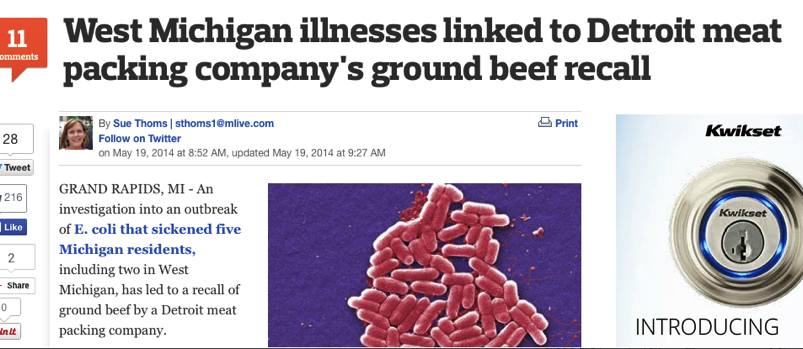 11
omments
West Michigan illnesses linked to Detroit meat
packing company's ground beef recall
By Sue Thoms | sthoms1@mlive.com
Follow on Twitter
on May 19, 2014 at 8:52 AM, updated May 19, 2014 at 9:27 AM
Print
28
Tweet
216
Like
2
Share
0
GRAND RAPIDS, MI - An
investigation into an outbreak
of E. coli that sickened five
Michigan residents,
including two in West
Michigan, has led to a recall of
ground beef by a Detroit meat
packing company.
Kwikset
Kwikset
INTRODUCING